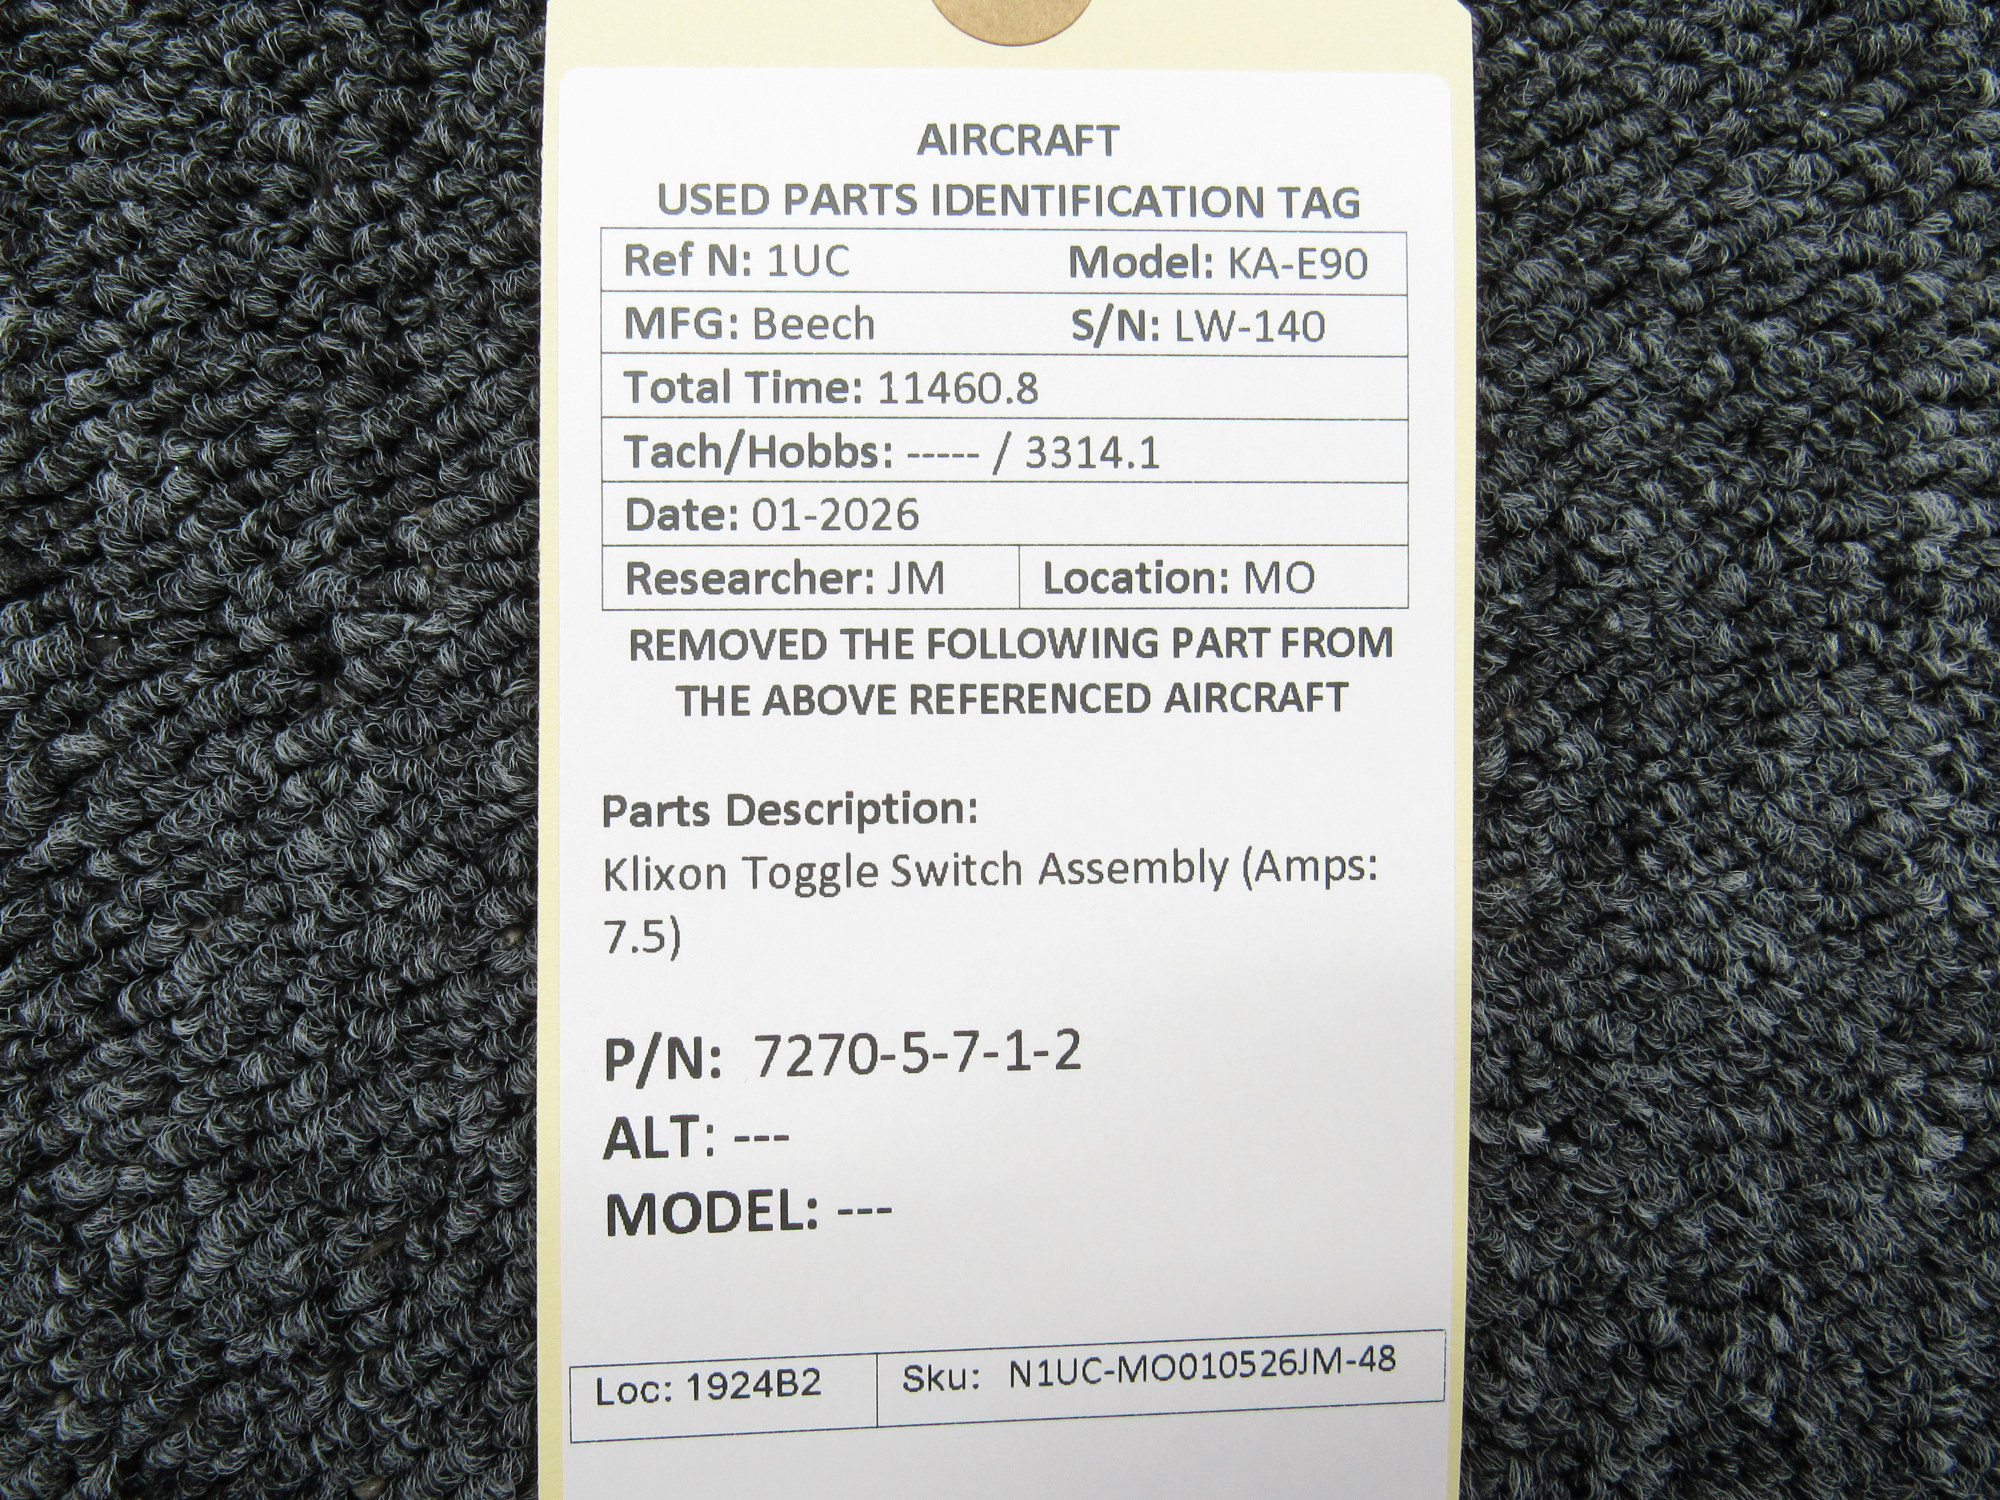 AIRCRAFT
USED PARTS IDENTIFICATION TAG
Ref N: 1UC Model: KA-E90
MFG: Beech S/N: LW-140
Total Time: 11460.8
Tach/Hobbs: ----- / 3314.1
Date: 01-2026
Researcher: JM Location: MO
REMOVED THE FOLLOWING PART FROM
THE ABOVE REFERENCED AIRCRAFT
Parts Description:
Klixon Toggle Switch Assembly (Amps:
7.5)
P/N: 7270-5-7-1-2
ALT: ---
MODEL: ---
Loc: 1924B2 Sku: N1UC-MO010526JM-48